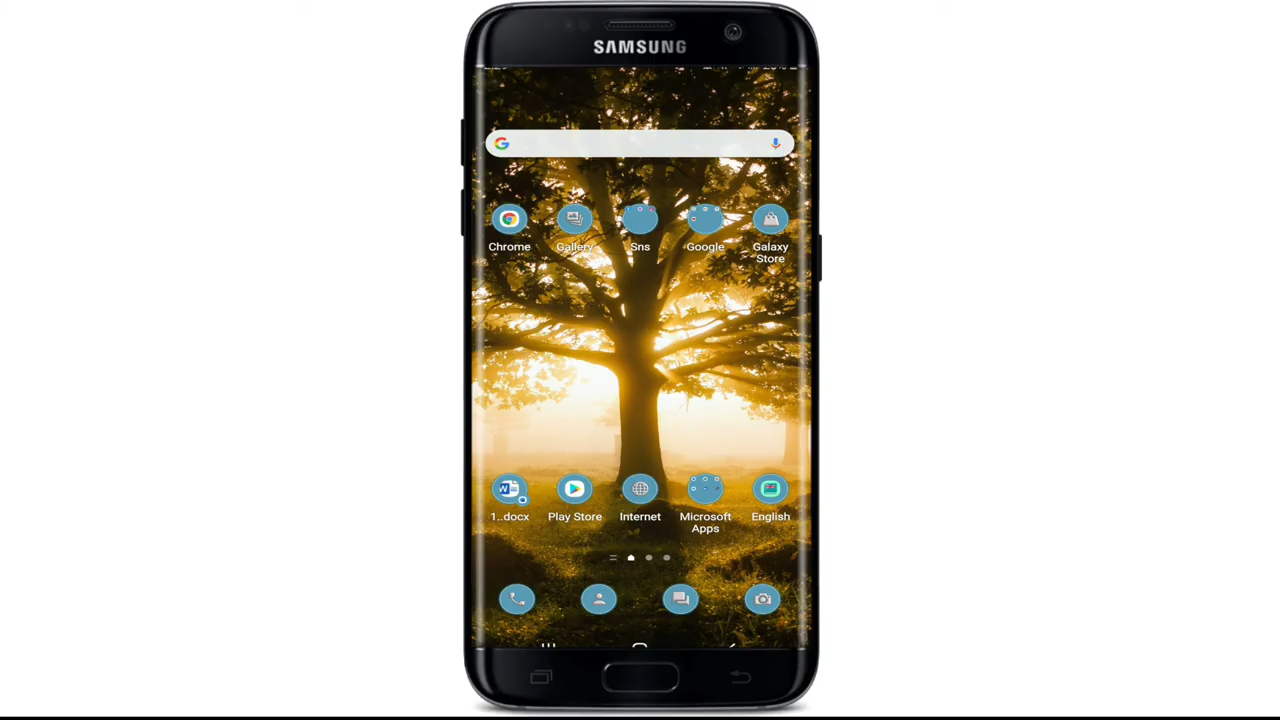 SAMSUNG
Chrome
Gallery
Sns
Google
Galaxy
Store
1..docx
Play Store
Internet
Microsoft
Apps
English